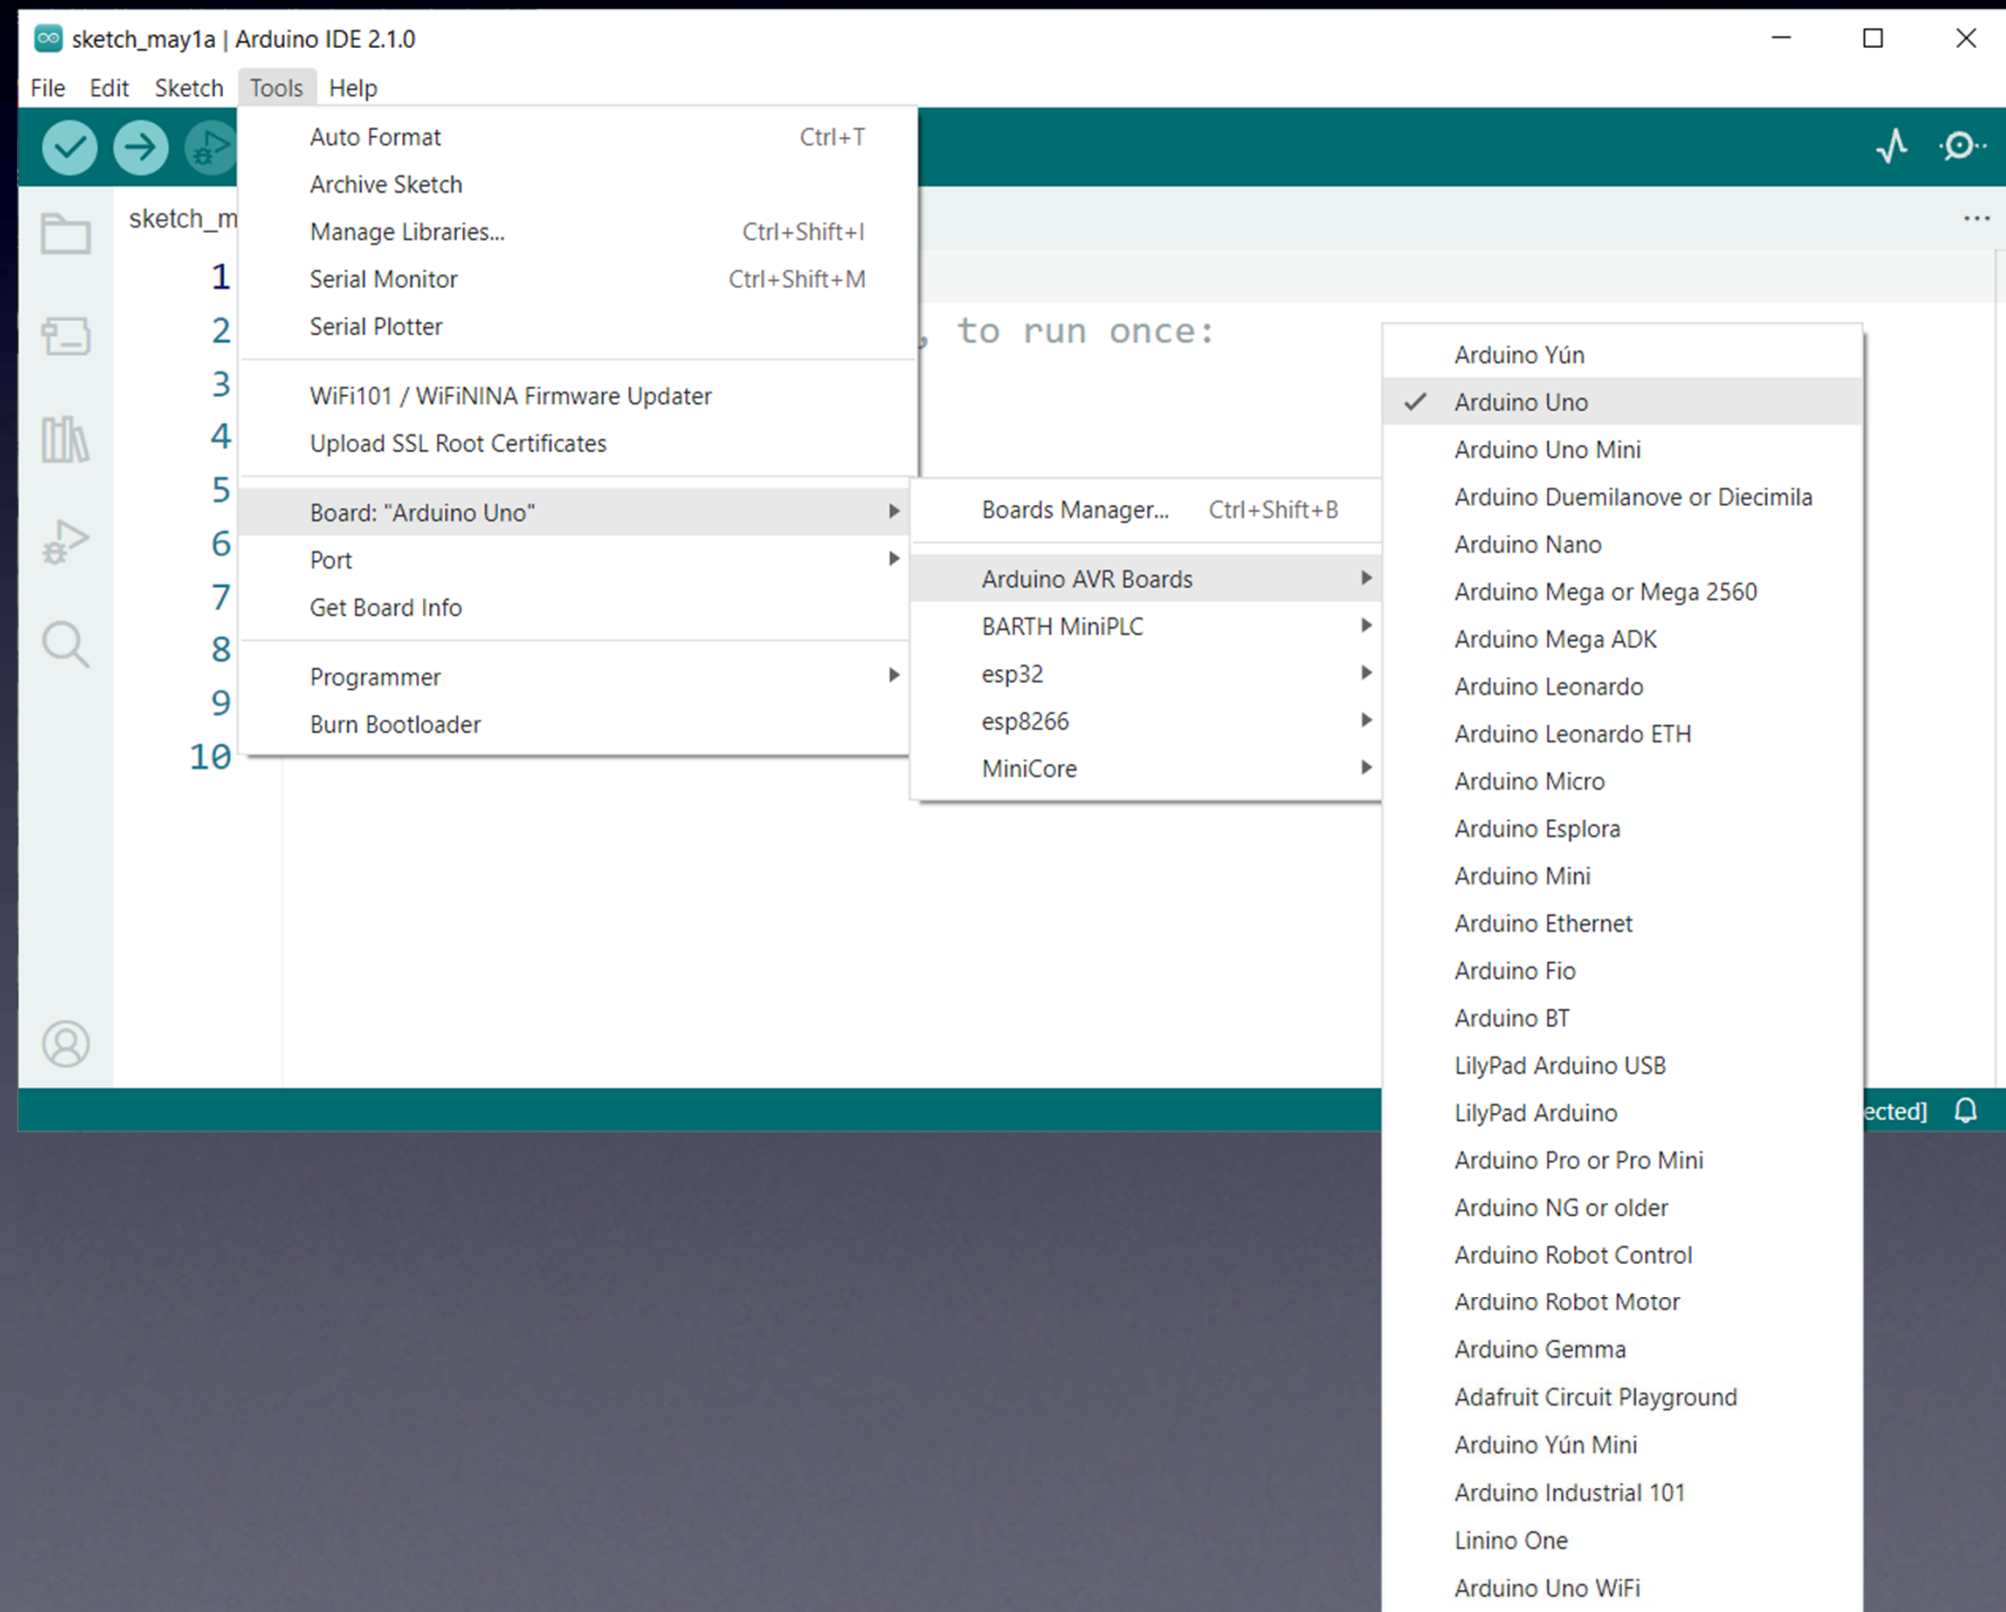 sketch_may1a | Arduino IDE 2.1.0
File Edit Sketch Tools Help
Auto Format Ctrl+T
Archive Sketch
Manage Libraries... Ctrl+Shift+I
Serial Monitor Ctrl+Shift+M
Serial Plotter
WiFi101 / WiFiNINA Firmware Updater
Upload SSL Root Certificates
Board: "Arduino Uno"
Port
Get Board Info
Programmer
Burn Bootloader
sketch_m
...
1
2
3
4
5
6
7
8
9
10
, to run once:
Boards Manager... Ctrl+Shift+B
Arduino AVR Boards
BARTH MiniPLC
esp32
esp8266
MiniCore
Arduino Yún
Arduino Uno
Arduino Uno Mini
Arduino Duemilanove or Diecimila
Arduino Nano
Arduino Mega or Mega 2560
Arduino Mega ADK
Arduino Leonardo
Arduino Leonardo ETH
Arduino Micro
Arduino Esplora
Arduino Mini
Arduino Ethernet
Arduino Fio
Arduino BT
LilyPad Arduino USB
LilyPad Arduino
Arduino Pro or Pro Mini
Arduino NG or older
Arduino Robot Control
Arduino Robot Motor
Arduino Gemma
Adafruit Circuit Playground
Arduino Yún Mini
Arduino Industrial 101
Linino One
Arduino Uno WiFi
ected]